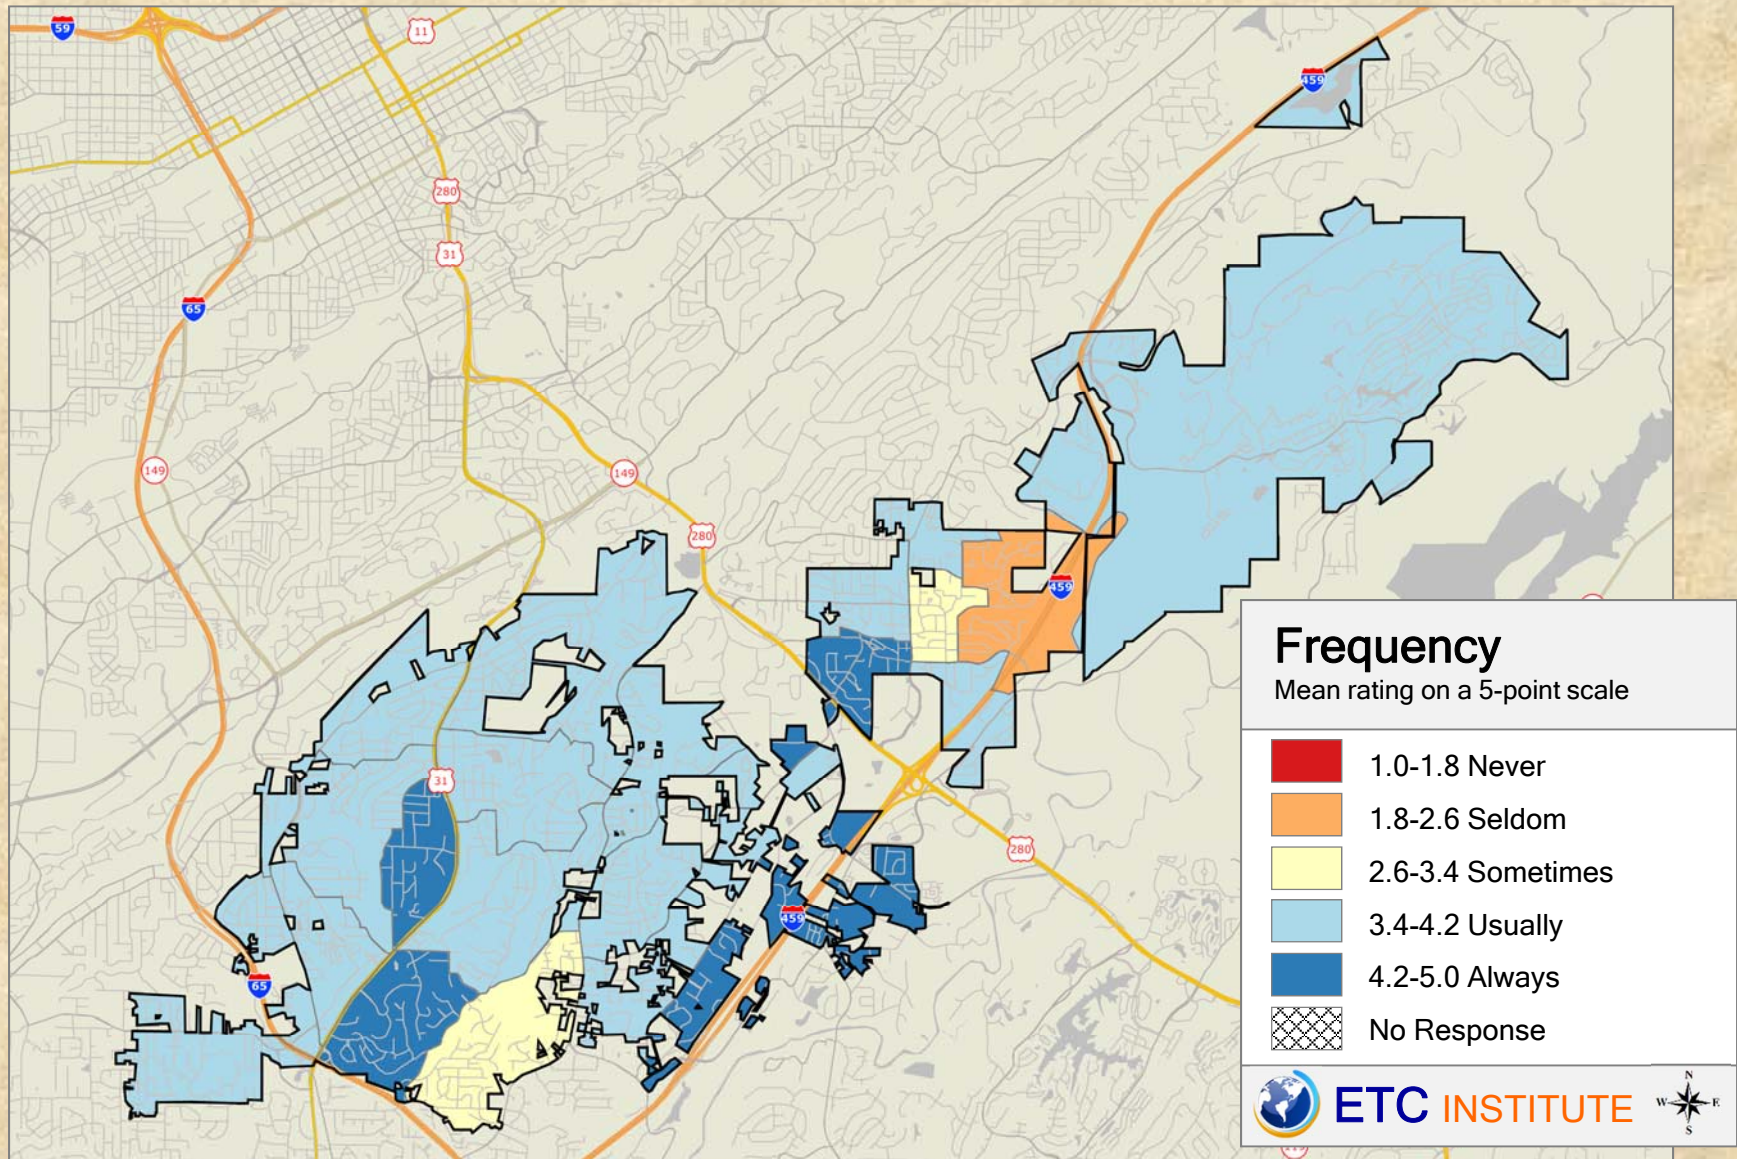 59
11
459
280
31
65
149
149
280
459
31
280
459
65
Frequency
Mean rating on a 5-point scale
1.0-1.8 Never
1.8-2.6 Seldom
2.6-3.4 Sometimes
3.4-4.2 Usually
4.2-5.0 Always
No Response
ETC INSTITUTE
N
W E
S
119